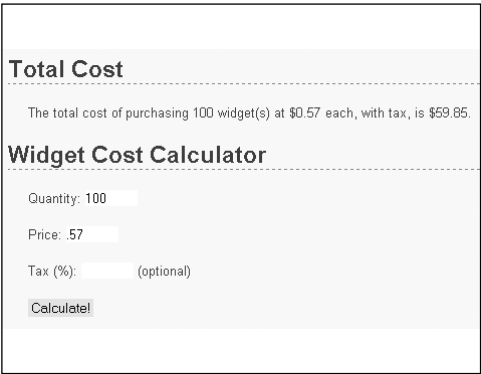 Total Cost
The total cost of purchasing 100 widget(s) at $0.57 each, with tax, is $59.85.
Widget Cost Calculator
Quantity: 100
Price: .57
Tax (%): (optional)
Calculate!